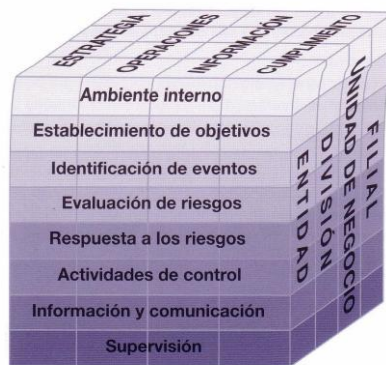 ESTRATEGIA
OPERACIONES
INFORMACIÓN
CUMPLIMIENTO
Ambiente interno
Establecimiento de objetivos
Identificación de eventos
Evaluación de riesgos
Respuesta a los riesgos
Actividades de control
Información y comunicación
Supervisión
ENTIDAD
DIVISIÓN
UNIDAD DE NEGOCIO
FILIAL